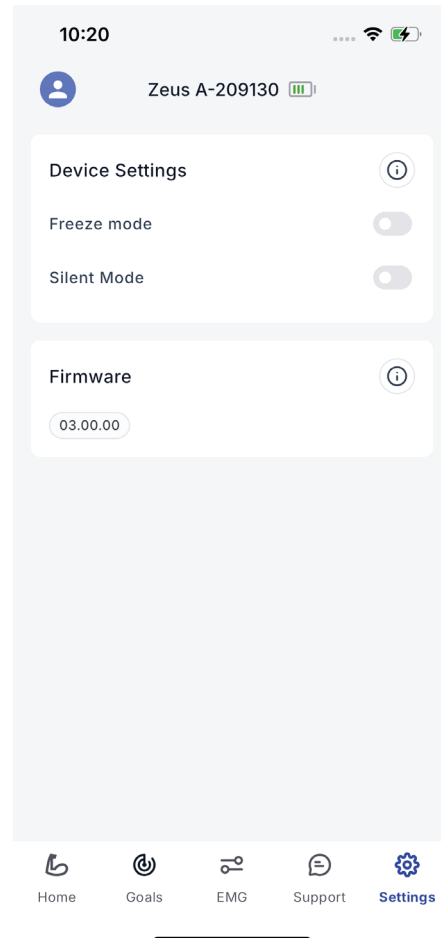 10:20
Zeus A-209130
Device Settings
Freeze mode
Silent Mode
Firmware
03.00.00
Home Goals EMG Support Settings